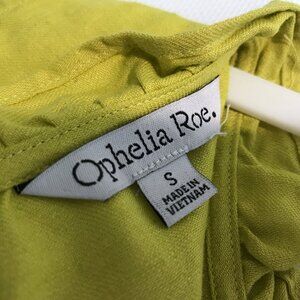 Ophelia Roe.
S
MADE IN
VIETNAM